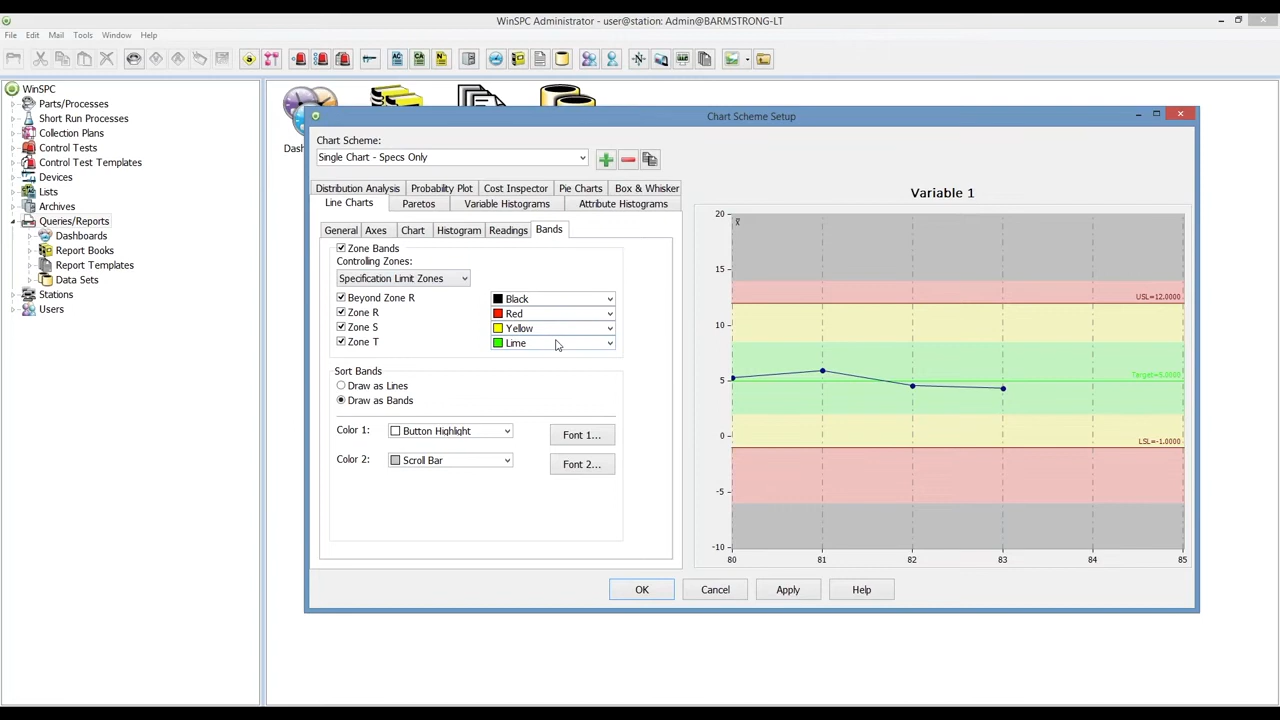 WinSPC Administrator - user@station: Admin@BARMSTRONG-LT
File Edit Mail Tools Window Help
WinSPC
Parts/Processes
Short Run Processes
Collection Plans
Control Tests
Control Test Templates
Devices
Lists
Archives
Queries/Reports
Dashboards
Report Books
Report Templates
Data Sets
Stations
Users
Dash
Chart Scheme Setup
Chart Scheme:
Single Chart - Specs Only
Distribution Analysis Probability Plot Cost Inspector Pie Charts Box & Whisker
Line Charts Paretos Variable Histograms Attribute Histograms
General Axes Chart Histogram Readings Bands
Zone Bands
Controlling Zones:
Specification Limit Zones
Beyond Zone R Black
Zone R Red
Zone S Yellow
Zone T Lime
Sort Bands
Draw as Lines
Draw as Bands
Color 1: Button Highlight Font 1...
Color 2: Scroll Bar Font 2...
Variable 1
20
15
10
5
0
-5
-10
USL=12.0000
LSL=-1.0000
80 81 82 83 84 85
OK Cancel Apply Help